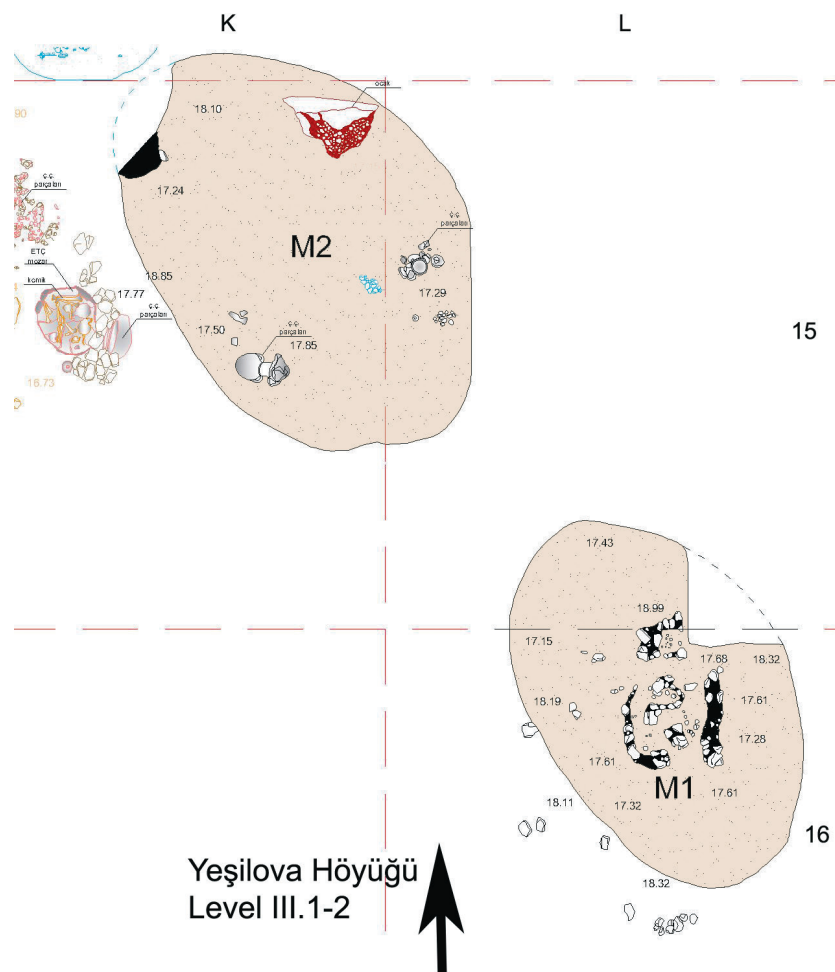 K
L
ocak
18.10
90
17.24
ç.ç.
parçaları
ç.ç.
parçaları
M2
ETÇ
mezar
kemik
18.85
17.77
17.29
ç.ç.
parçaları
17.50
ç.ç.
parçaları
17.85
15
18.73
17.43
18.99
17.15
17.68
18.32
18.19
17.61
17.28
17.61
M1
17.61
18.11
17.32
16
Yeşilova Höyüğü
Level III.1-2
18.32